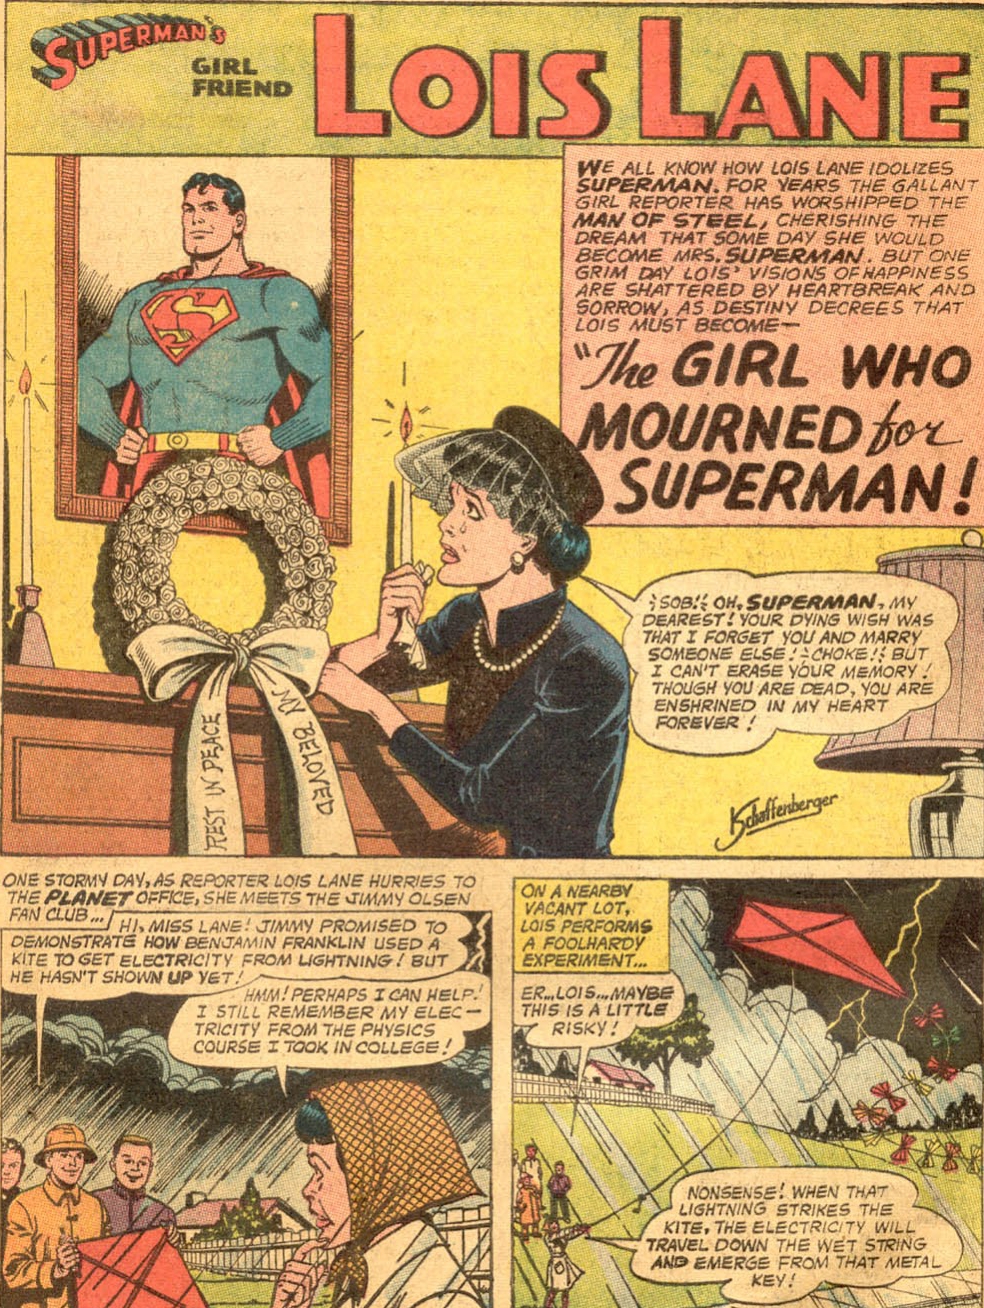 SUPERMAN'S
GIRL
FRIEND
LOIS LANE
WE ALL KNOW HOW LOIS LANE IDOLIZES
SUPERMAN. FOR YEARS THE GALLANT
GIRL REPORTER HAS WORSHIPPED THE
MAN OF STEEL, CHERISHING THE
DREAM THAT SOME DAY SHE WOULD
BECOME MRS. SUPERMAN. BUT ONE
GRIM DAY LOIS' VISIONS OF HAPPINESS
ARE SHATTERED BY HEARTBREAK AND
SORROW, AS DESTINY DECREES THAT
LOIS MUST BECOME—
"The GIRL WHO
MOURNED for
SUPERMAN!
S
¿SOB!¿ OH, SUPERMAN, MY
DEAREST! YOUR DYING WISH WAS
THAT I FORGET YOU AND MARRY
SOMEONE ELSE! ¿CHOKE!¿ BUT
I CAN'T ERASE YOUR MEMORY!
THOUGH YOU ARE DEAD, YOU ARE
ENSHRINED IN MY HEART
FOREVER!
REST IN PEACE
MY BELOVED
KSchaffenberger
ONE STORMY DAY, AS REPORTER LOIS LANE HURRIES TO
THE PLANET OFFICE, SHE MEETS THE JIMMY OLSEN
FAN CLUB...
HI, MISS LANE! JIMMY PROMISED TO
DEMONSTRATE HOW BENJAMIN FRANKLIN USED A
KITE TO GET ELECTRICITY FROM LIGHTNING! BUT
HE HASN'T SHOWN UP YET!
HMM! PERHAPS I CAN HELP!
I STILL REMEMBER MY ELEC-
TRICITY FROM THE PHYSICS
COURSE I TOOK IN COLLEGE!
ON A NEARBY
VACANT LOT,
LOIS PERFORMS
A FOOLHARDY
EXPERIMENT...
ER..LOIS...MAYBE
THIS IS A LITTLE
RISKY!
NONSENSE! WHEN THAT
LIGHTNING STRIKES THE
KITE, THE ELECTRICITY WILL
TRAVEL DOWN THE WET STRING
AND EMERGE FROM THAT METAL
KEY!